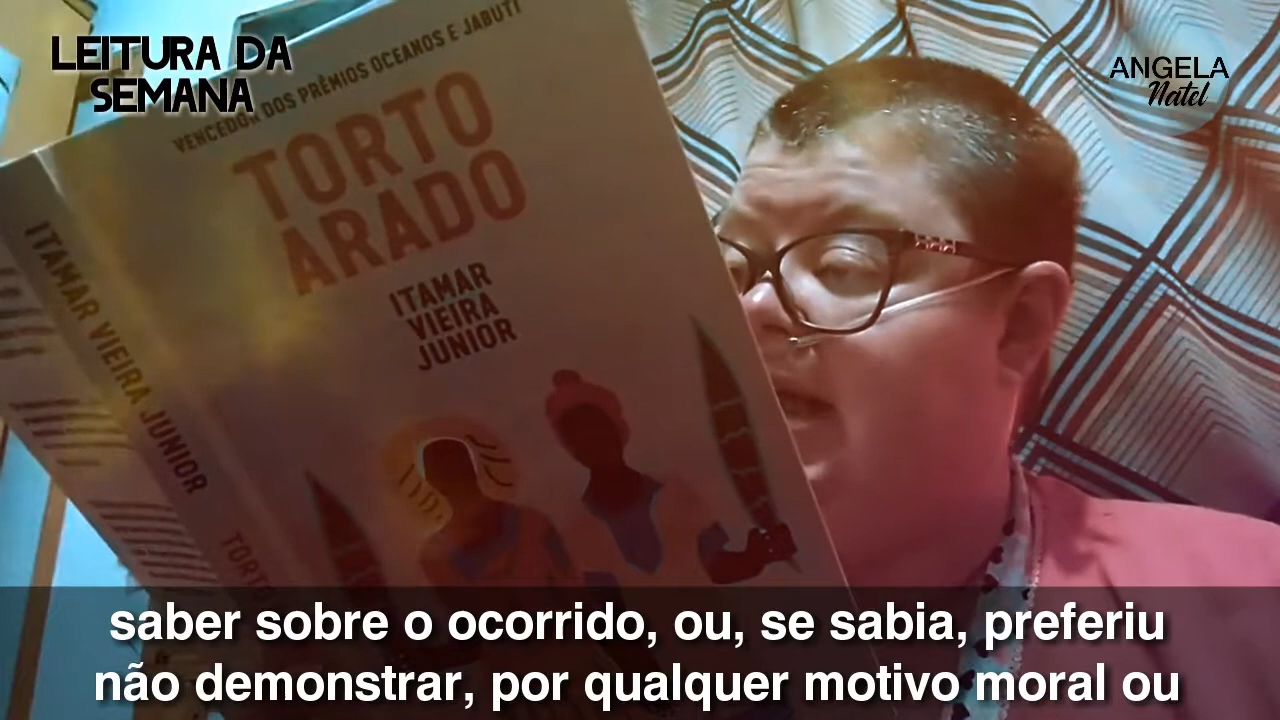 LEITURA DA
SEMANA
ANGELA
Natel
VENCEDOR DOS PRÊMIOS OCEANOS E JABUTI
TORTO
ARADO
ITAMAR
VIEIRA
JUNIOR
ITAMAR VIEIRA JUNIOR
TORTO
saber sobre o ocorrido, ou, se sabia, preferiu
não demonstrar, por qualquer motivo moral ou